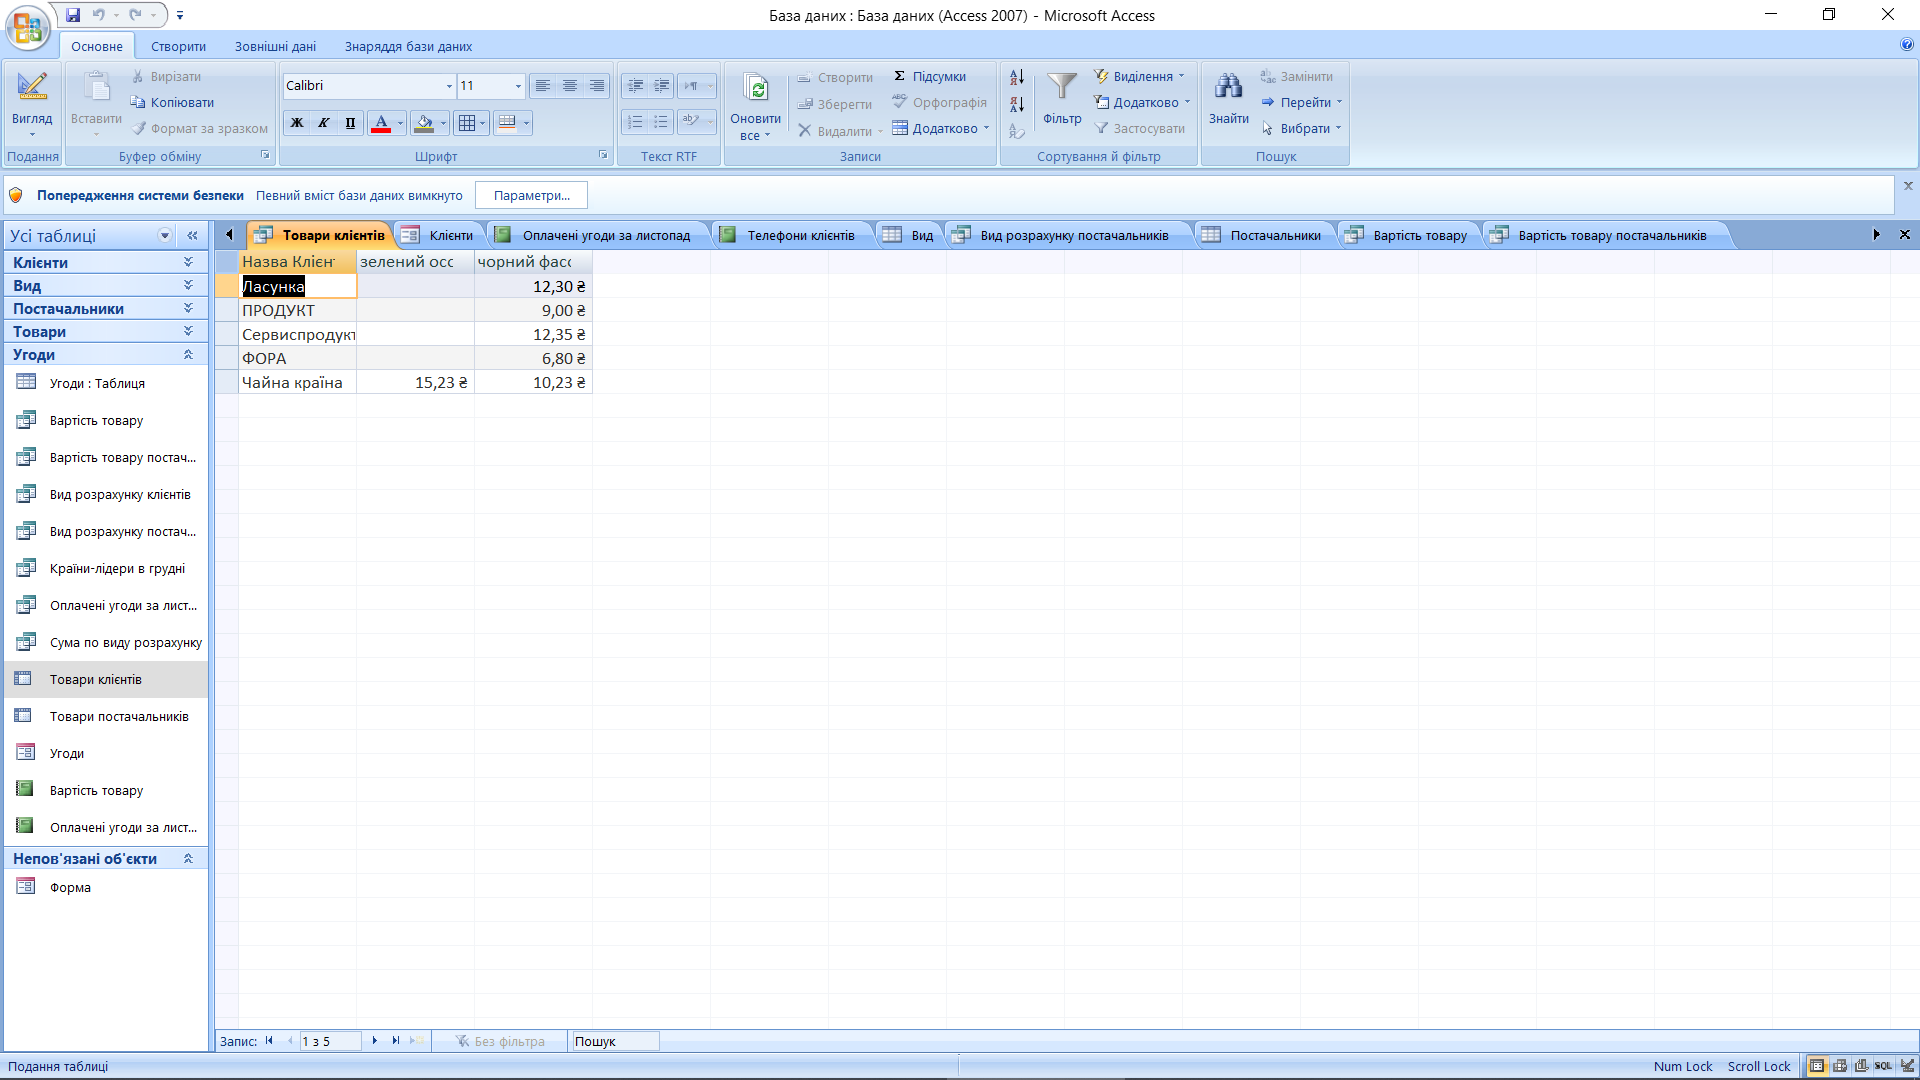 База даних : База даних (Access 2007) - Microsoft Access
Основне Створити Зовнішні дані Знаряддя бази даних
Вигляд
Подання
Вставити
Вирізати
Копіювати
Формат за зразком
Буфер обміну
Calibri 11
Ж К П А
Шрифт
Текст RTF
Оновити все
Створити
Зберегти
Видалити
Підсумки
Орфографія
Додатково
Записи
Фільтр
Виділення
Додатково
Застосувати
Сортування й фільтр
Знайти
Замінити
Перейти
Вибрати
Пошук
Попередження системи безпеки Певний вміст бази даних вимкнуто Параметри...
Усі таблиці
Клієнти
Вид
Постачальники
Товари
Угоди
Угоди : Таблиця
Вартість товару
Вартість товару постач...
Вид розрахунку клієнтів
Вид розрахунку постач...
Країни-лідери в грудні
Оплачені угоди за лист...
Сума по виду розрахунку
Товари клієнтів
Товари постачальників
Угоди
Вартість товару
Оплачені угоди за лист...
Непов'язані об'єкти
Форма
Товари клієнтів Клієнти Оплачені угоди за листопад Телефони клієнтів Вид Вид розрахунку постачальників Постачальники Вартість товару Вартість товару постачальників
Назва Клієн зелений осс чорний фасс
Ласунка 12,30 ₴
ПРОДУКТ 9,00 ₴
Сервиспродукт 12,35 ₴
ФОРА 6,80 ₴
Чайна країна 15,23 ₴ 10,23 ₴
Запис: 1 з 5 Без фільтра Пошук
Подання таблиці Num Lock Scroll Lock SQL